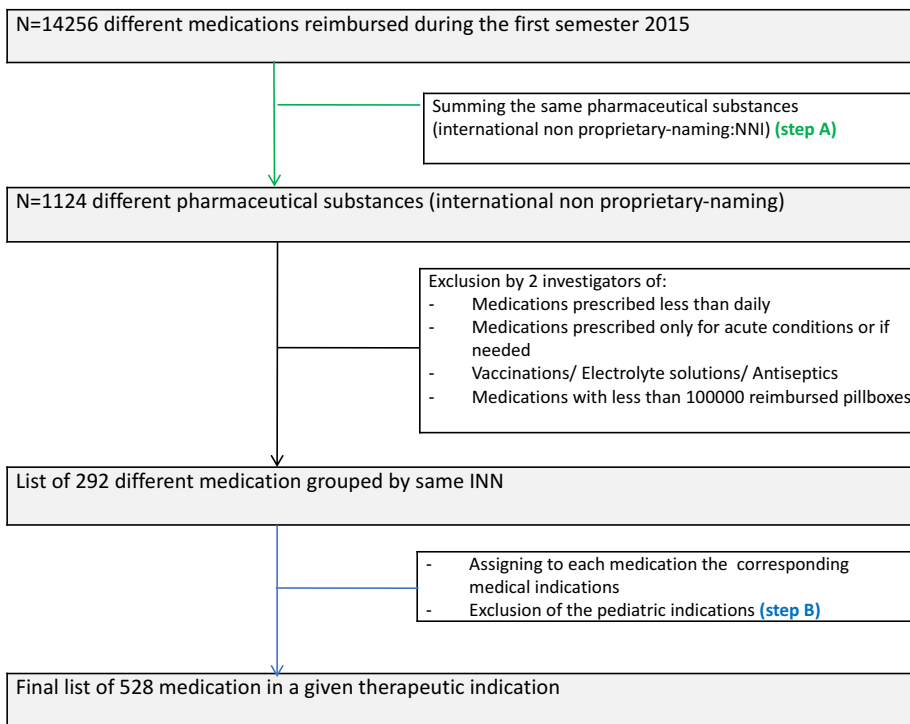 N=14256 different medications reimbursed during the first semester 2015
Summing the same pharmaceutical substances
(international non proprietary-naming:NNI) (step A)
N=1124 different pharmaceutical substances (international non proprietary-naming)
Exclusion by 2 investigators of:
- Medications prescribed less than daily
- Medications prescribed only for acute conditions or if
needed
- Vaccinations/ Electrolyte solutions/ Antiseptics
- Medications with less than 100000 reimbursed pillboxes
List of 292 different medication grouped by same INN
- Assigning to each medication the corresponding
medical indications
- Exclusion of the pediatric indications (step B)
Final list of 528 medication in a given therapeutic indication